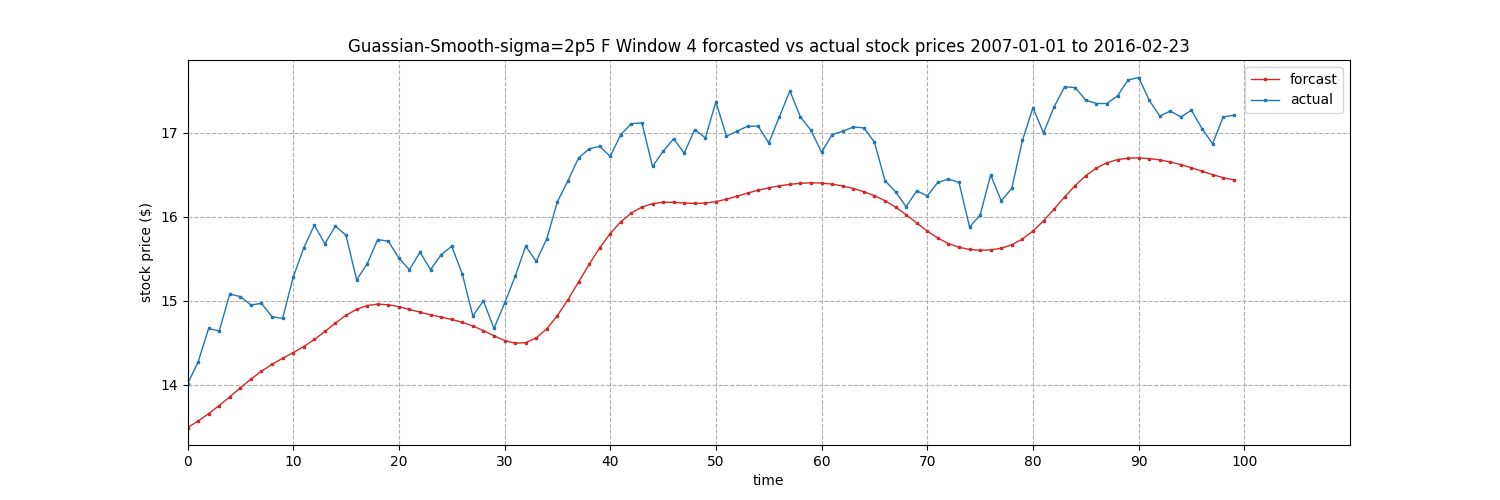 Guassian-Smooth-sigma=2p5 F Window 4 forcasted vs actual stock prices 2007-01-01 to 2016-02-23
forcast
actual
stock price ($)
17
16
15
14
0 10 20 30 40 50 60 70 80 90 100
time